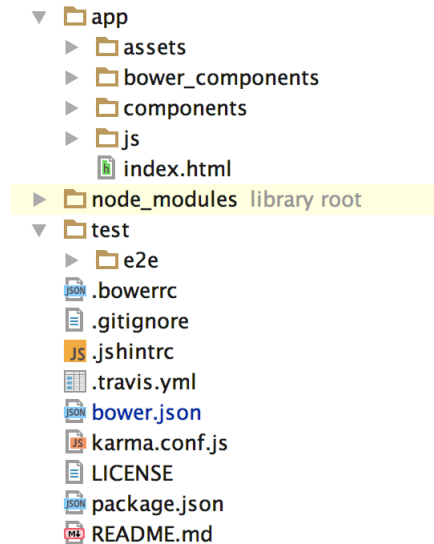 app
assets
bower_components
components
js
index.html
node_modules library root
test
e2e
.bowerrc
.gitignore
.jshintrc
.travis.yml
bower.json
karma.conf.js
LICENSE
package.json
README.md